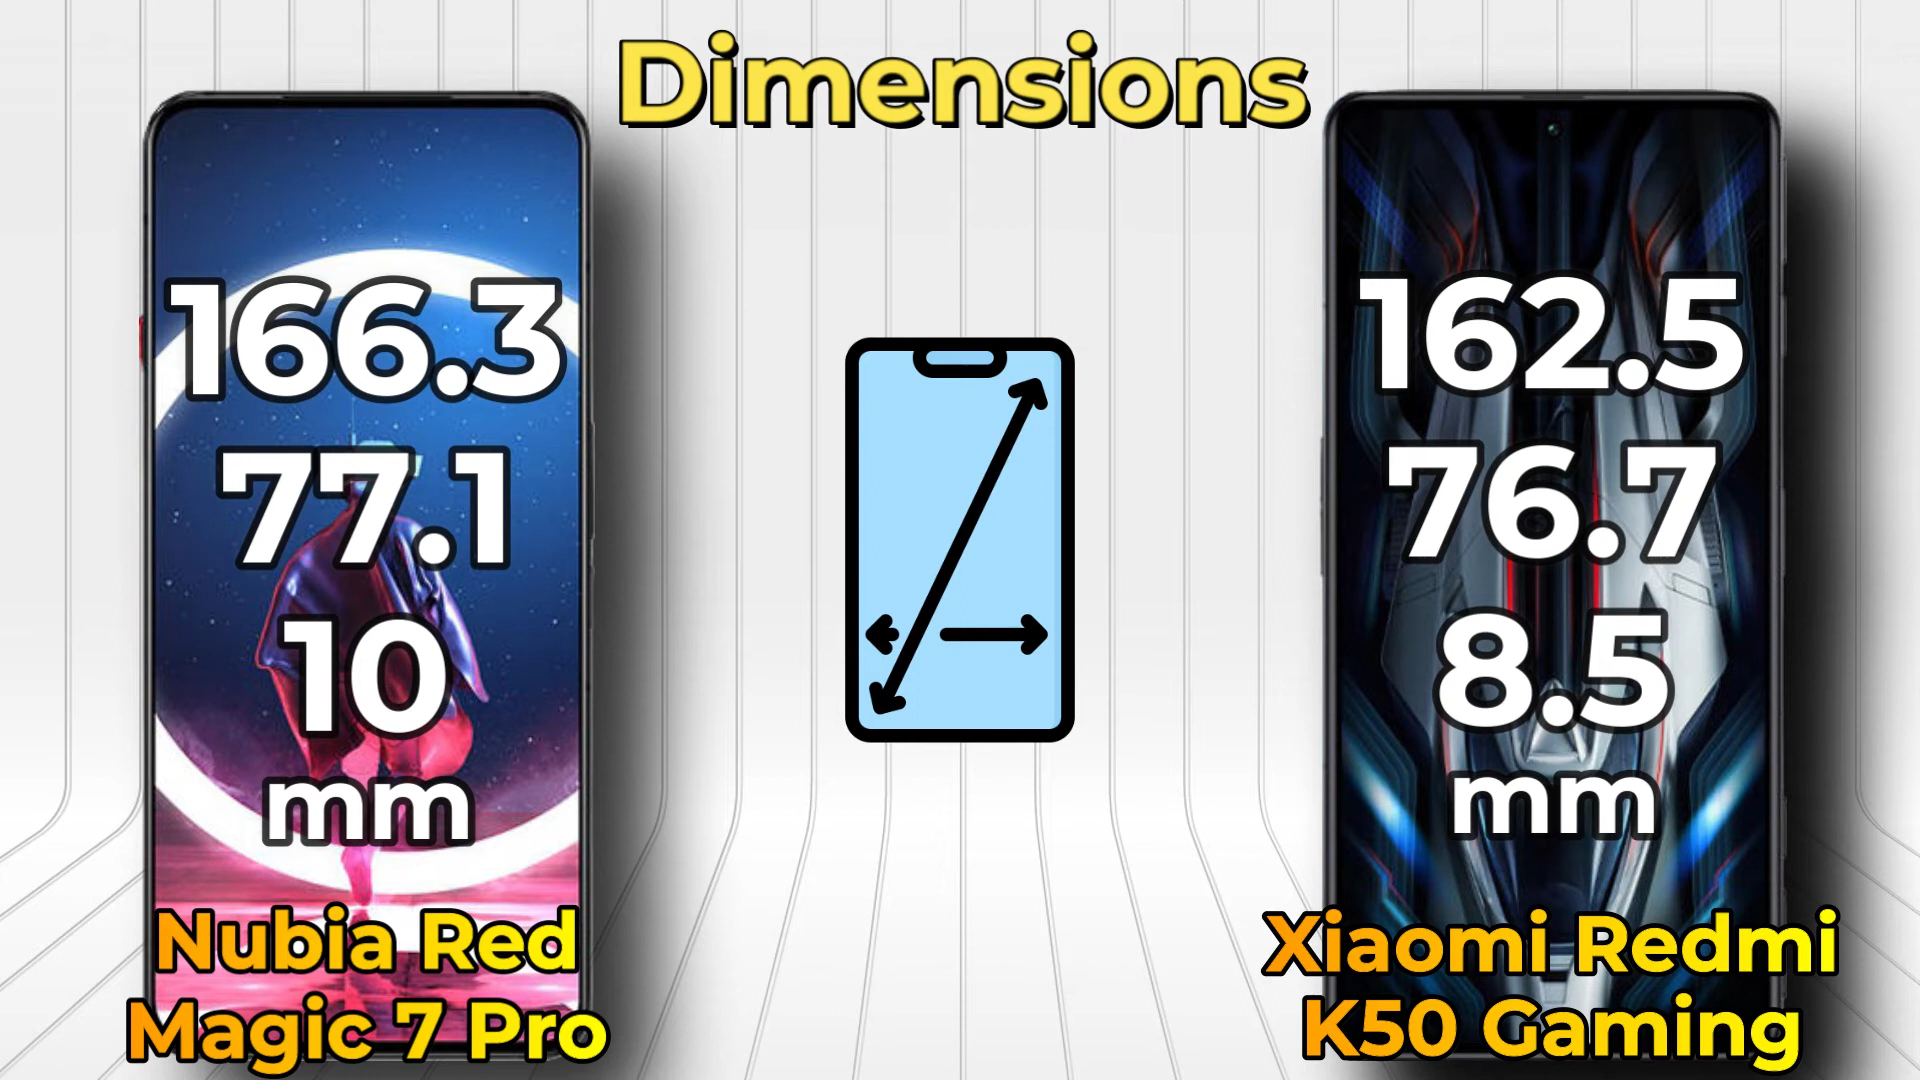 Dimensions
166.3
77.1
10
mm
Nubia Red
Magic 7 Pro
162.5
76.7
8.5
mm
Xiaomi Redmi
K50 Gaming